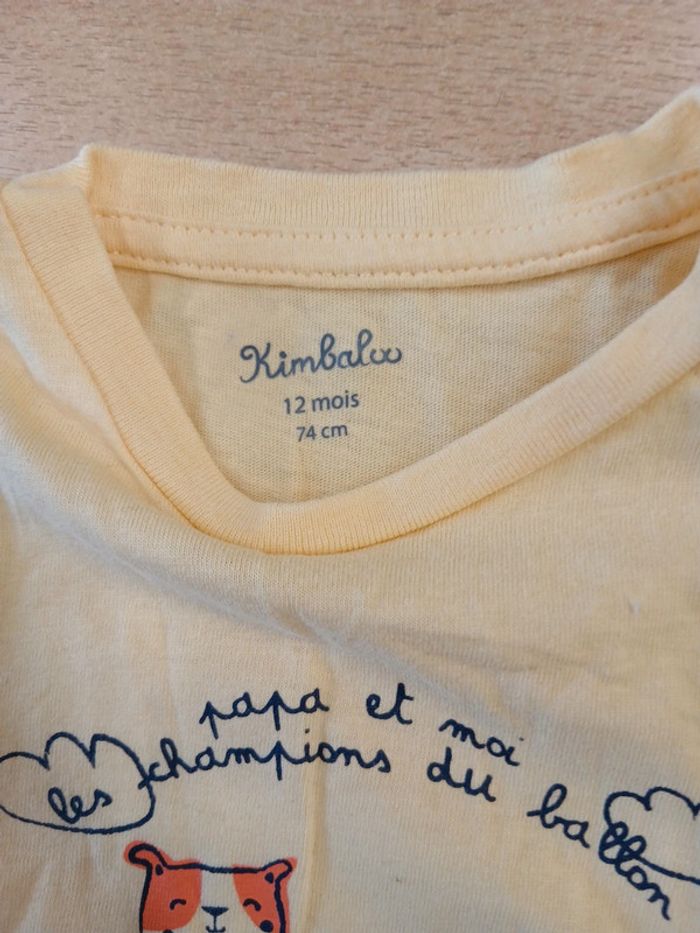 Kimbaloo
12 mois
74 cm
papa et moi
les champions du ballon